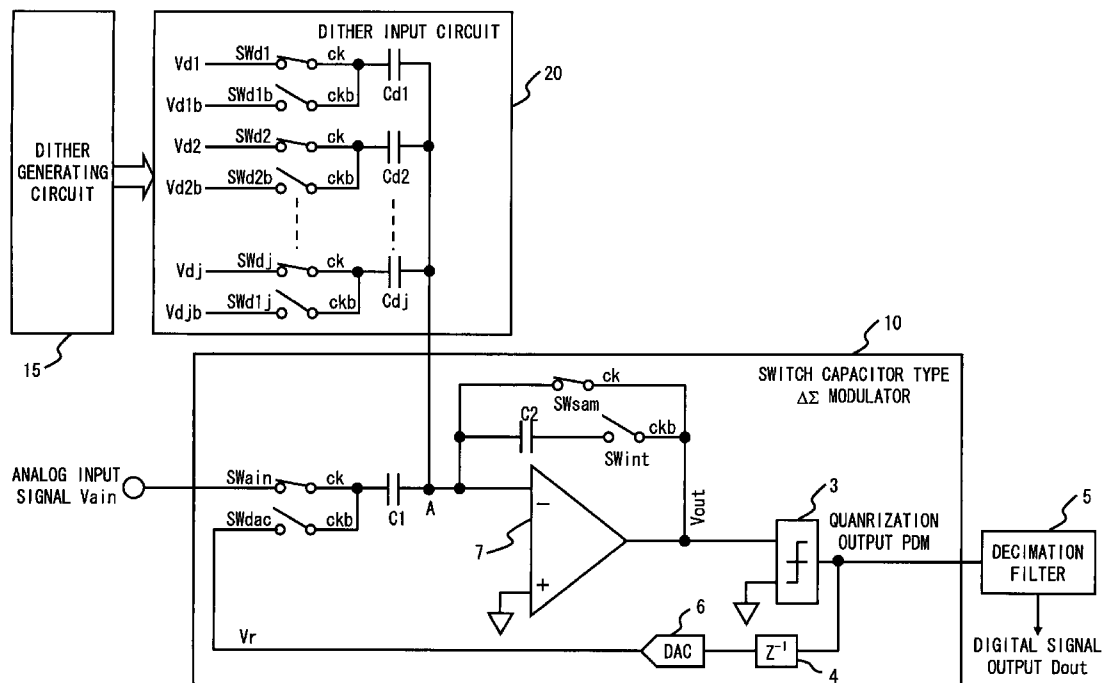 DITHER INPUT CIRCUIT
Vd1
SWd1
ck
Cd1
Vd1b
SWd1b
ckb
20
Vd2
SWd2
ck
Cd2
Vd2b
SWd2b
ckb
Vdj
SWdj
ck
Cdj
Vdjb
SWd1j
ckb
DITHER
GENERATING
CIRCUIT
15
10
SWITCH CAPACITOR TYPE
ΔΣ MODULATOR
ck
SWsam
C2
ckb
SWint
ANALOG INPUT
SIGNAL Vain
SWain
ck
SWdac
ckb
C1
A
−
+
7
Vout
3
QUANRIZATION
OUTPUT PDM
5
DECIMATION
FILTER
DIGITAL SIGNAL
OUTPUT Dout
Vr
6
DAC
Z⁻¹
4